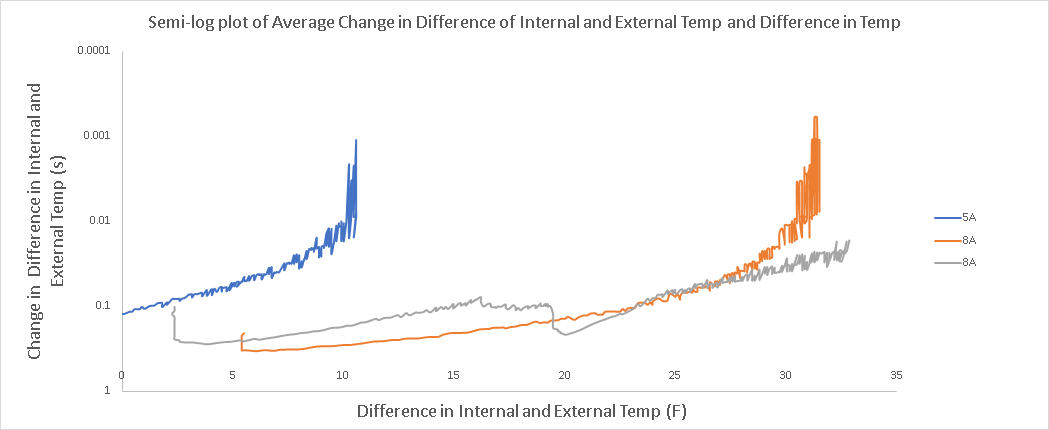 Semi-log plot of Average Change in Difference of Internal and External Temp and Difference in Temp
Change in Difference in Internal and
External Temp (s)
0.0001
0.001
0.01
0.1
1
0 5 10 15 20 25 30 35
Difference in Internal and External Temp (F)
5A
8A
8A